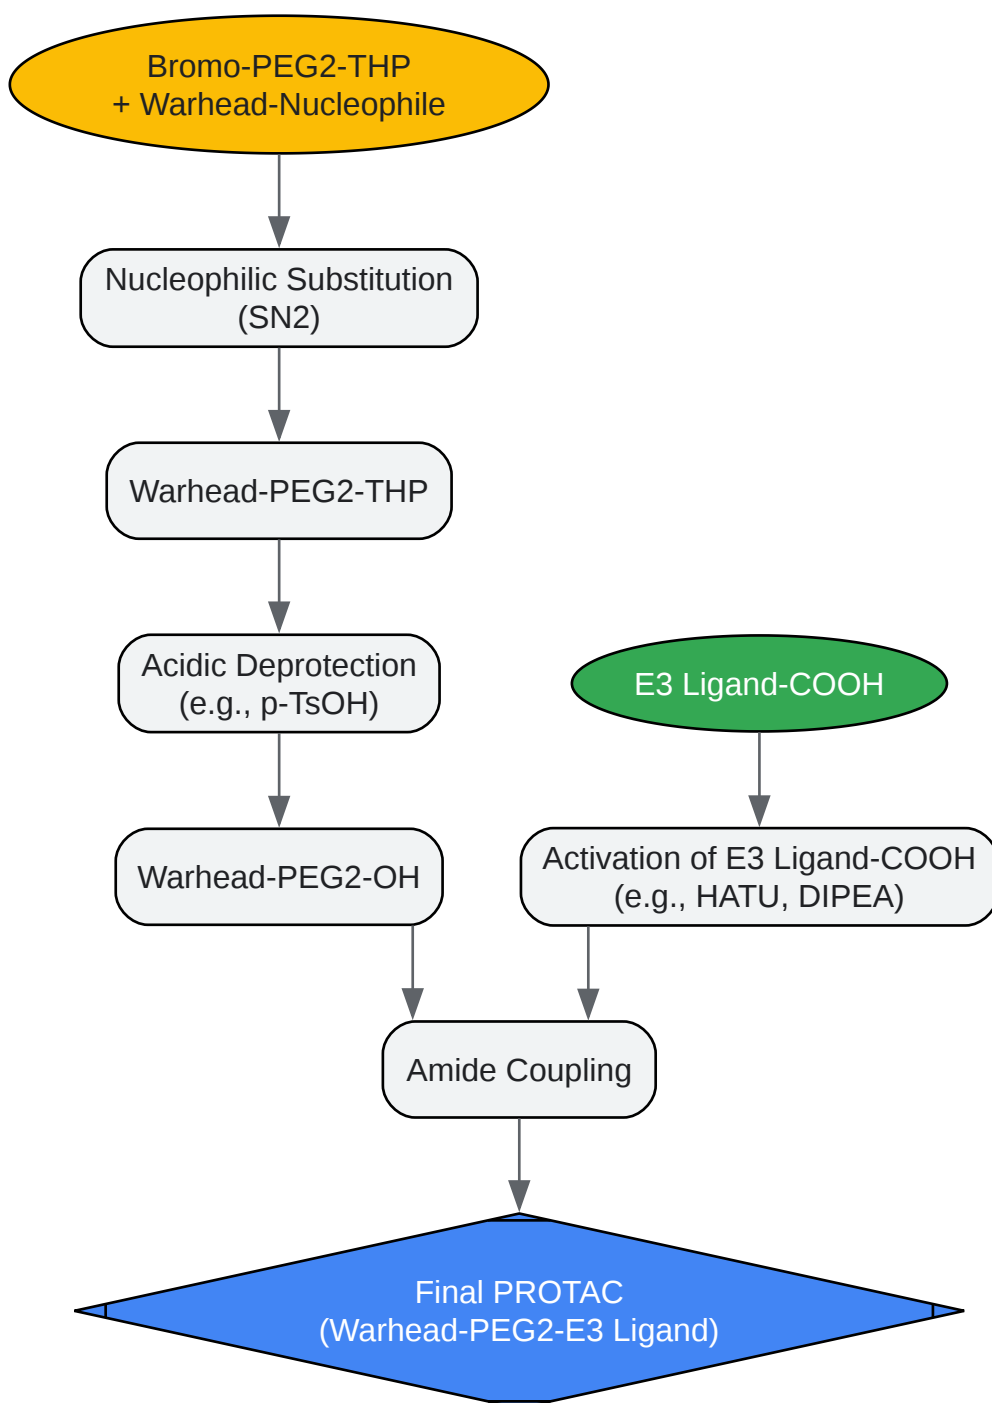 Bromo-PEG2-THP
+ Warhead-Nucleophile
Nucleophilic Substitution
(SN2)
Warhead-PEG2-THP
Acidic Deprotection
(e.g., p-TsOH)
E3 Ligand-COOH
Warhead-PEG2-OH
Activation of E3 Ligand-COOH
(e.g., HATU, DIPEA)
Amide Coupling
Final PROTAC
(Warhead-PEG2-E3 Ligand)